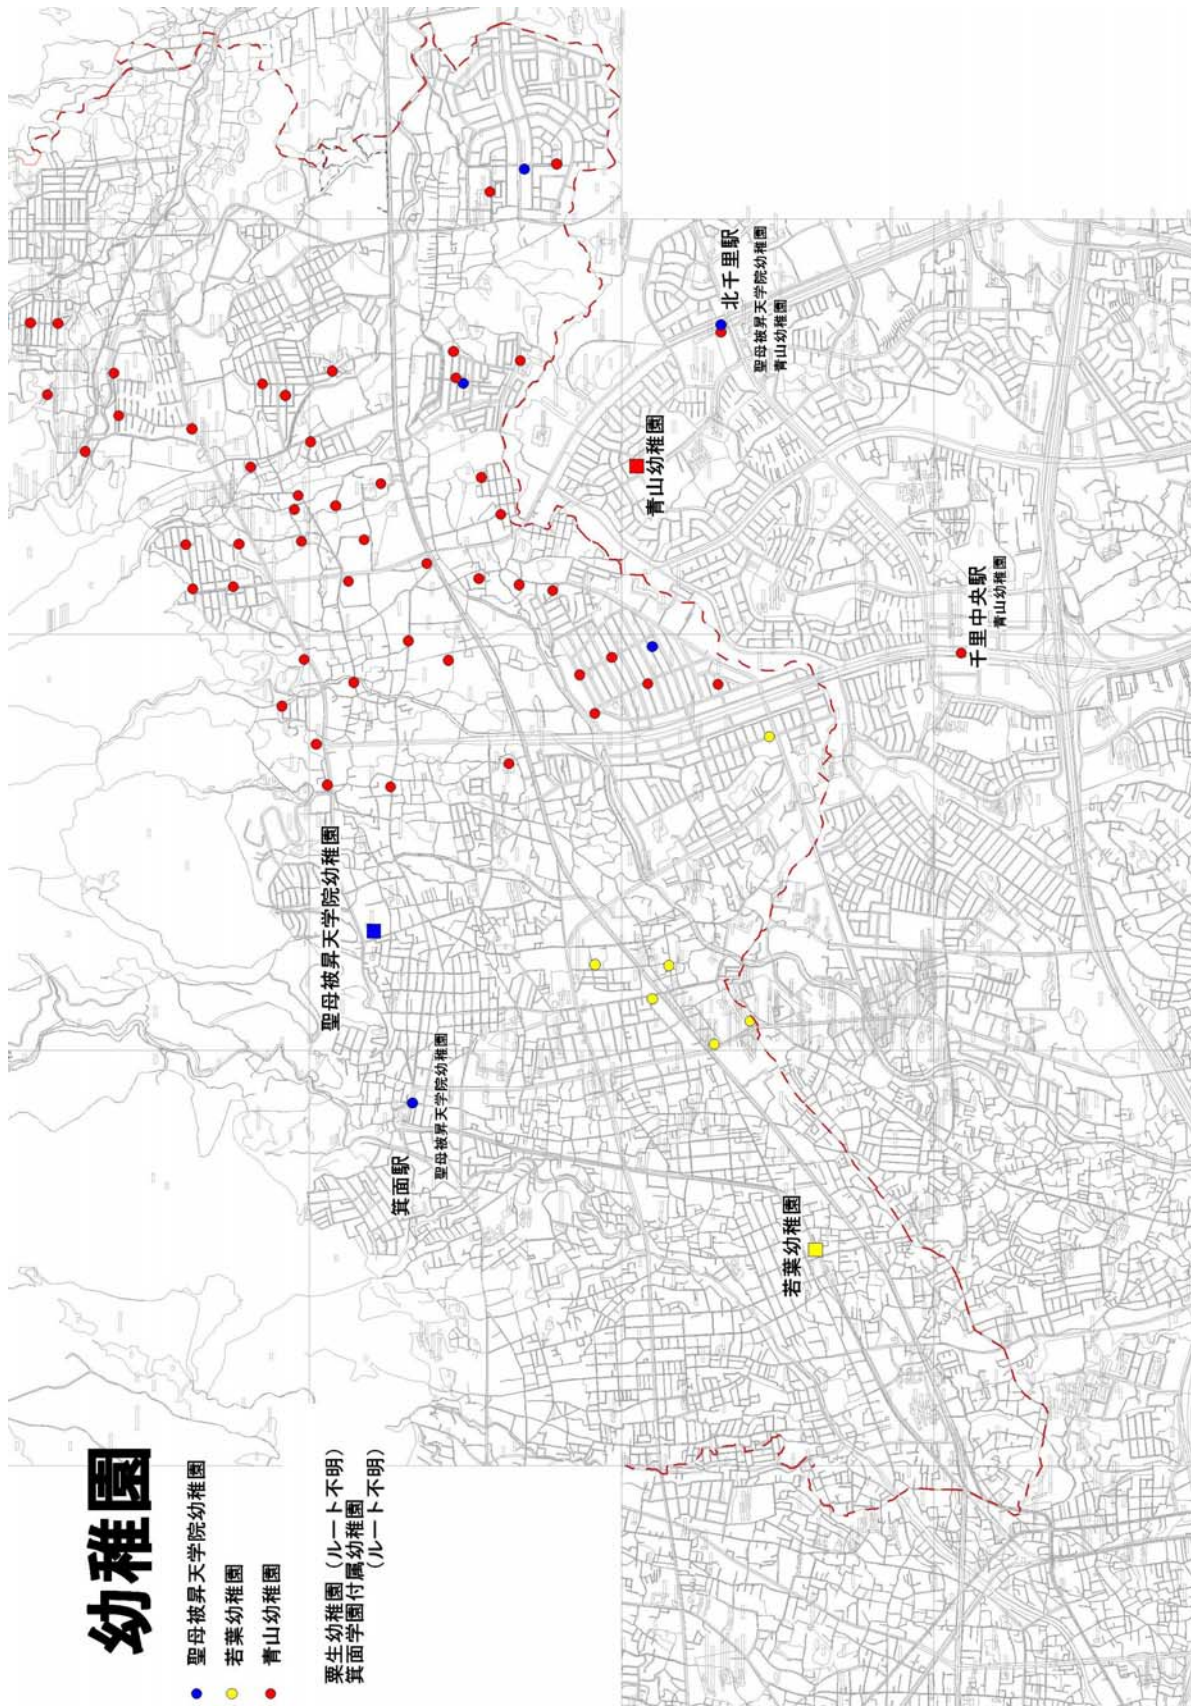 幼稚園
聖母被昇天学院幼稚園
若葉幼稚園
青山幼稚園
粟生幼稚園（ルート不明）
箕面学園付属幼稚園
（ルート不明）
箕面駅
聖母被昇天学院幼稚園
聖母被昇天学院幼稚園
若葉幼稚園
青山幼稚園
北千里駅
聖母被昇天学院幼稚園
青山幼稚園
千里中央駅
青山幼稚園